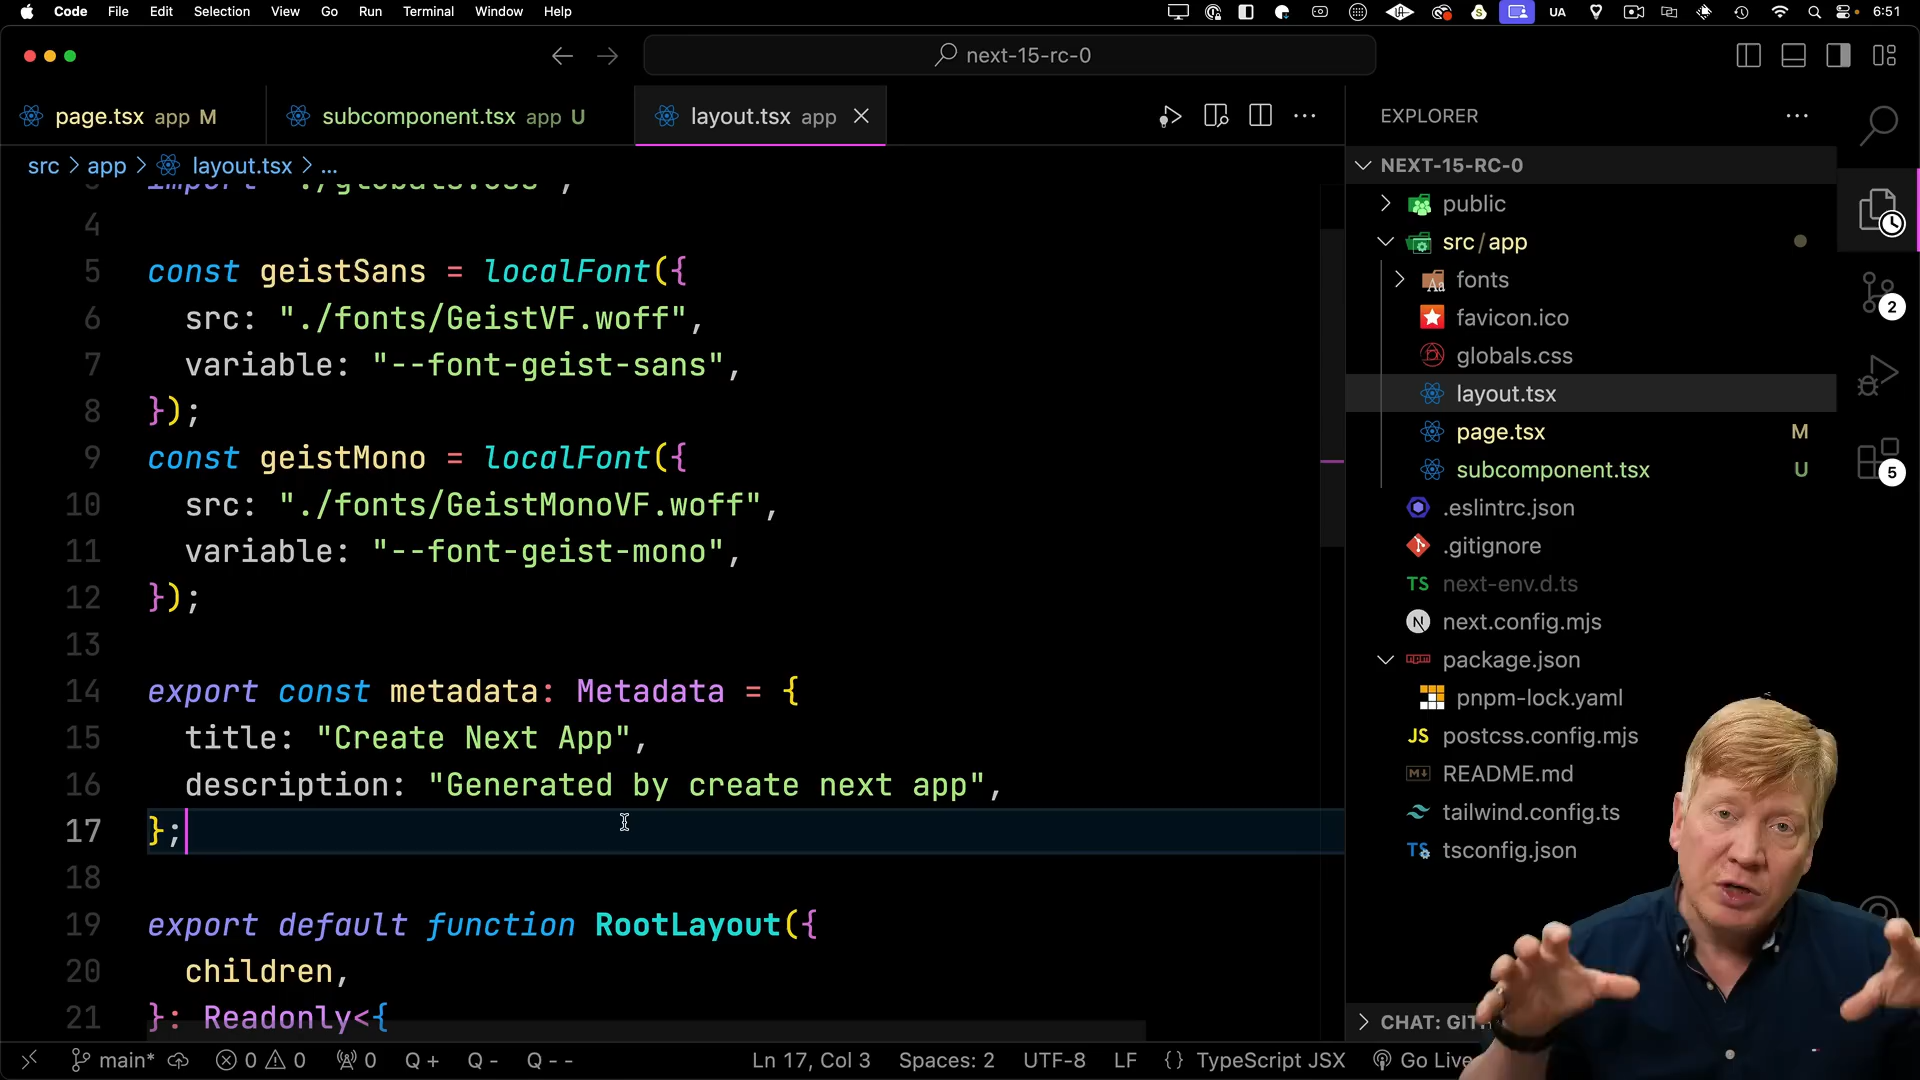 Code File Edit Selection View Go Run Terminal Window Help UA 6:51
next-15-rc-0
page.tsx app M subcomponent.tsx app U layout.tsx app
src > app > layout.tsx > ...
import "./globals.css";
4
5 const geistSans = localFont({
6 src: "./fonts/GeistVF.woff",
7 variable: "--font-geist-sans",
8 });
9 const geistMono = localFont({
10 src: "./fonts/GeistMonoVF.woff",
11 variable: "--font-geist-mono",
12 });
13
14 export const metadata: Metadata = {
15 title: "Create Next App",
16 description: "Generated by create next app",
17 };
18
19 export default function RootLayout({
20 children,
21 }: Readonly<{
EXPLORER
NEXT-15-RC-0
public
src/app
fonts
favicon.ico
globals.css
layout.tsx
page.tsx M
subcomponent.tsx U
.eslintrc.json
.gitignore
TS next-env.d.ts
next.config.mjs
package.json
pnpm-lock.yaml
JS postcss.config.mjs
README.md
tailwind.config.ts
TS tsconfig.json
CHAT: GIT
2
5
main* 0 0 0 Q + Q - Q -- Ln 17, Col 3 Spaces: 2 UTF-8 LF {} TypeScript JSX Go Live